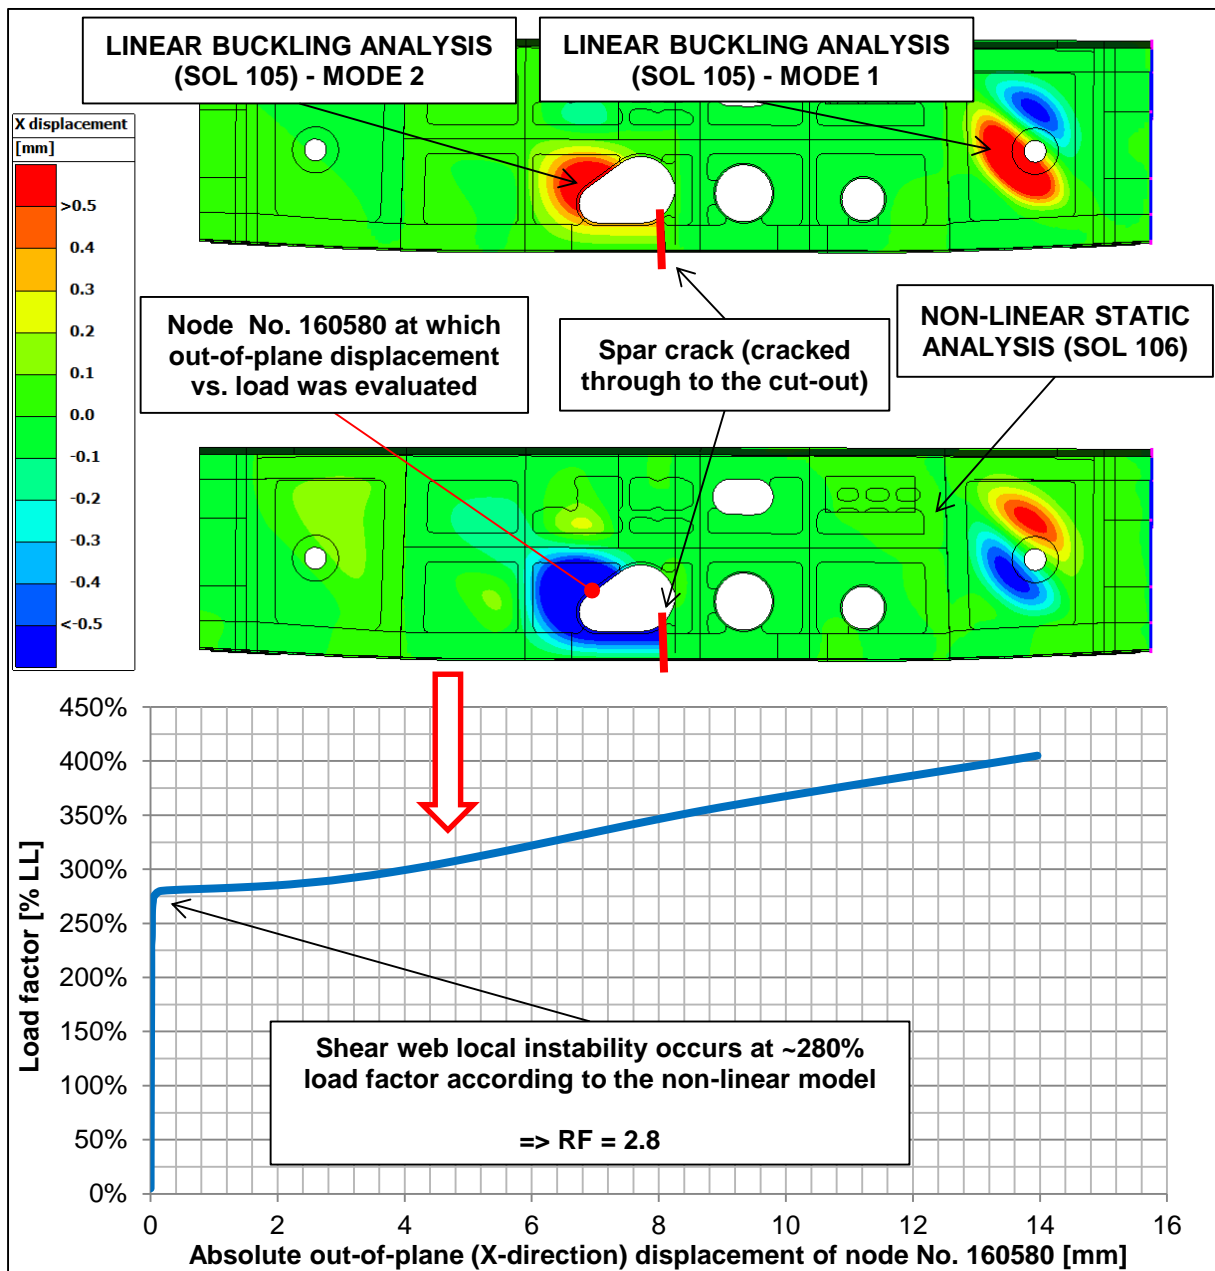 LINEAR BUCKLING ANALYSIS
(SOL 105) - MODE 2
LINEAR BUCKLING ANALYSIS
(SOL 105) - MODE 1
X displacement
[mm]
>0.5
0.4
0.3
0.2
0.1
0.0
-0.1
-0.2
-0.3
-0.4
<-0.5
Node No. 160580 at which
out-of-plane displacement
vs. load was evaluated
Spar crack (cracked
through to the cut-out)
NON-LINEAR STATIC
ANALYSIS (SOL 106)
450%
400%
350%
300%
250%
200%
150%
100%
50%
0%
Load factor [% LL]
Shear web local instability occurs at ~280%
load factor according to the non-linear model
=> RF = 2.8
0 2 4 6 8 10 12 14 16
Absolute out-of-plane (X-direction) displacement of node No. 160580 [mm]